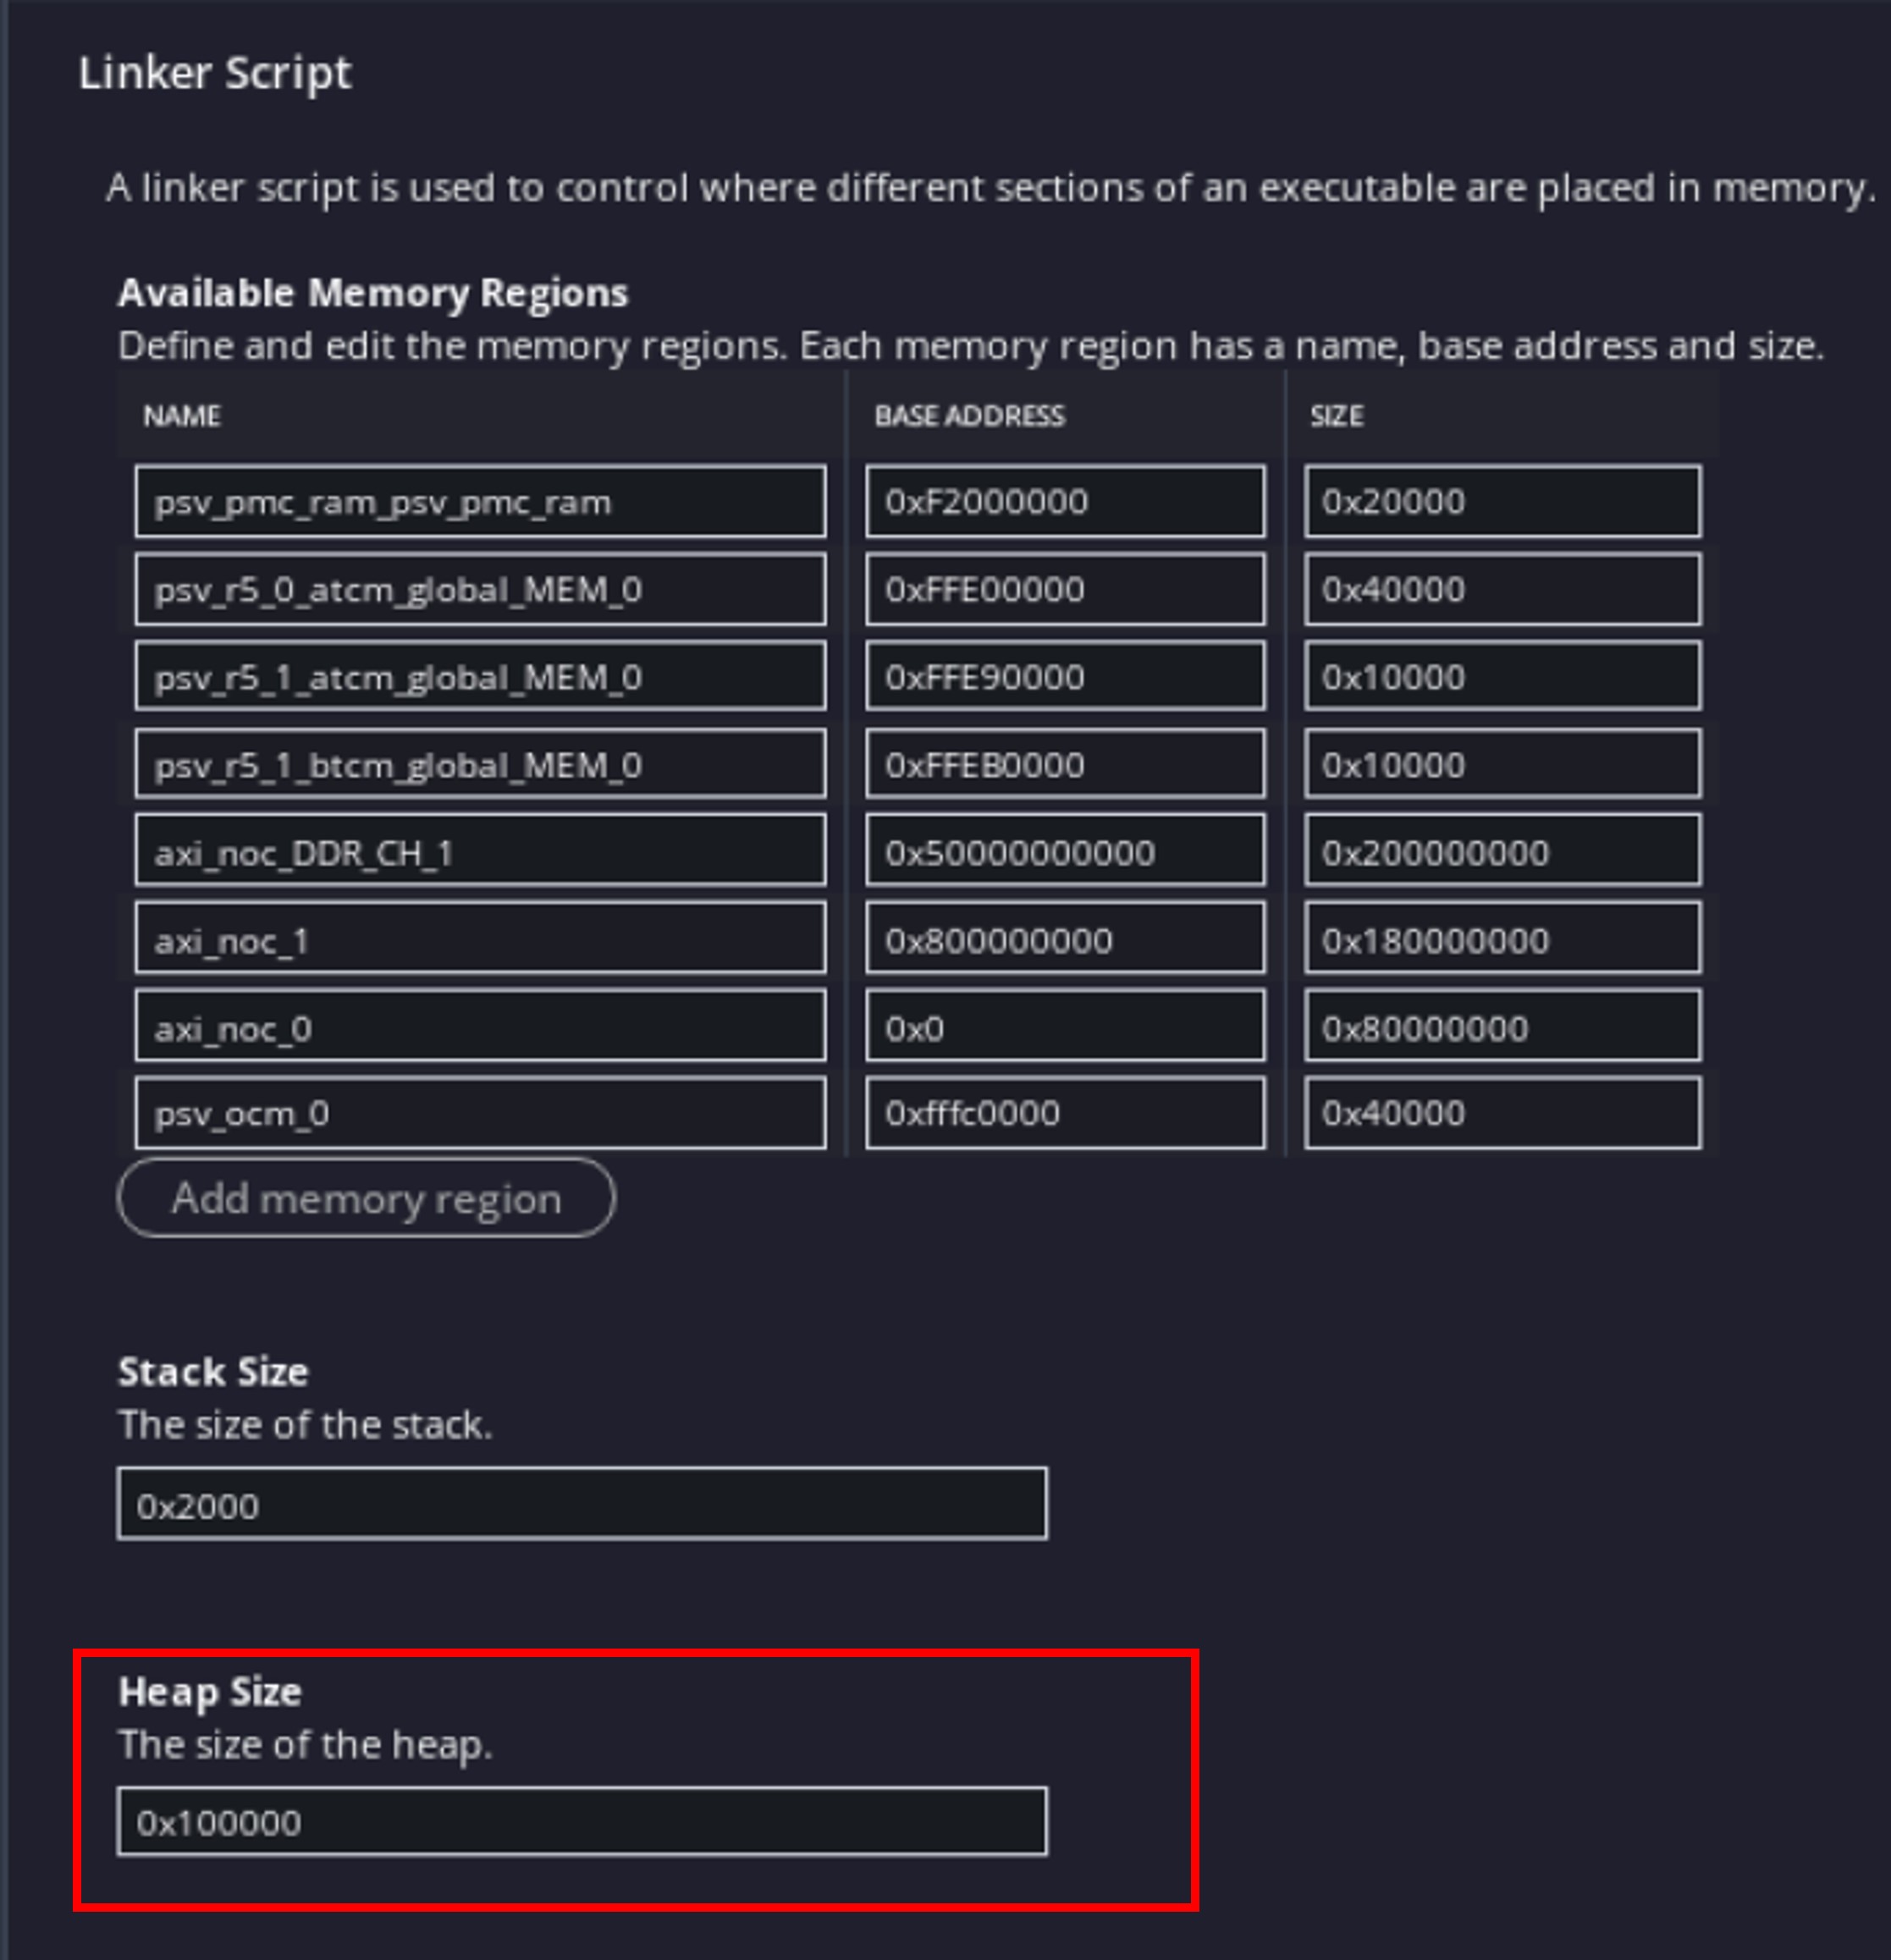 Linker Script
A linker script is used to control where different sections of an executable are placed in memory.
Available Memory Regions
Define and edit the memory regions. Each memory region has a name, base address and size.
NAME BASE ADDRESS SIZE
psv_pmc_ram_psv_pmc_ram 0xF2000000 0x20000
psv_r5_0_atcm_global_MEM_0 0xFFE00000 0x40000
psv_r5_1_atcm_global_MEM_0 0xFFE90000 0x10000
psv_r5_1_btcm_global_MEM_0 0xFFEB0000 0x10000
axi_noc_DDR_CH_1 0x50000000000 0x200000000
axi_noc_1 0x800000000 0x180000000
axi_noc_0 0x0 0x80000000
psv_ocm_0 0xfffc0000 0x40000
Add memory region
Stack Size
The size of the stack.
0x2000
Heap Size
The size of the heap.
0x100000